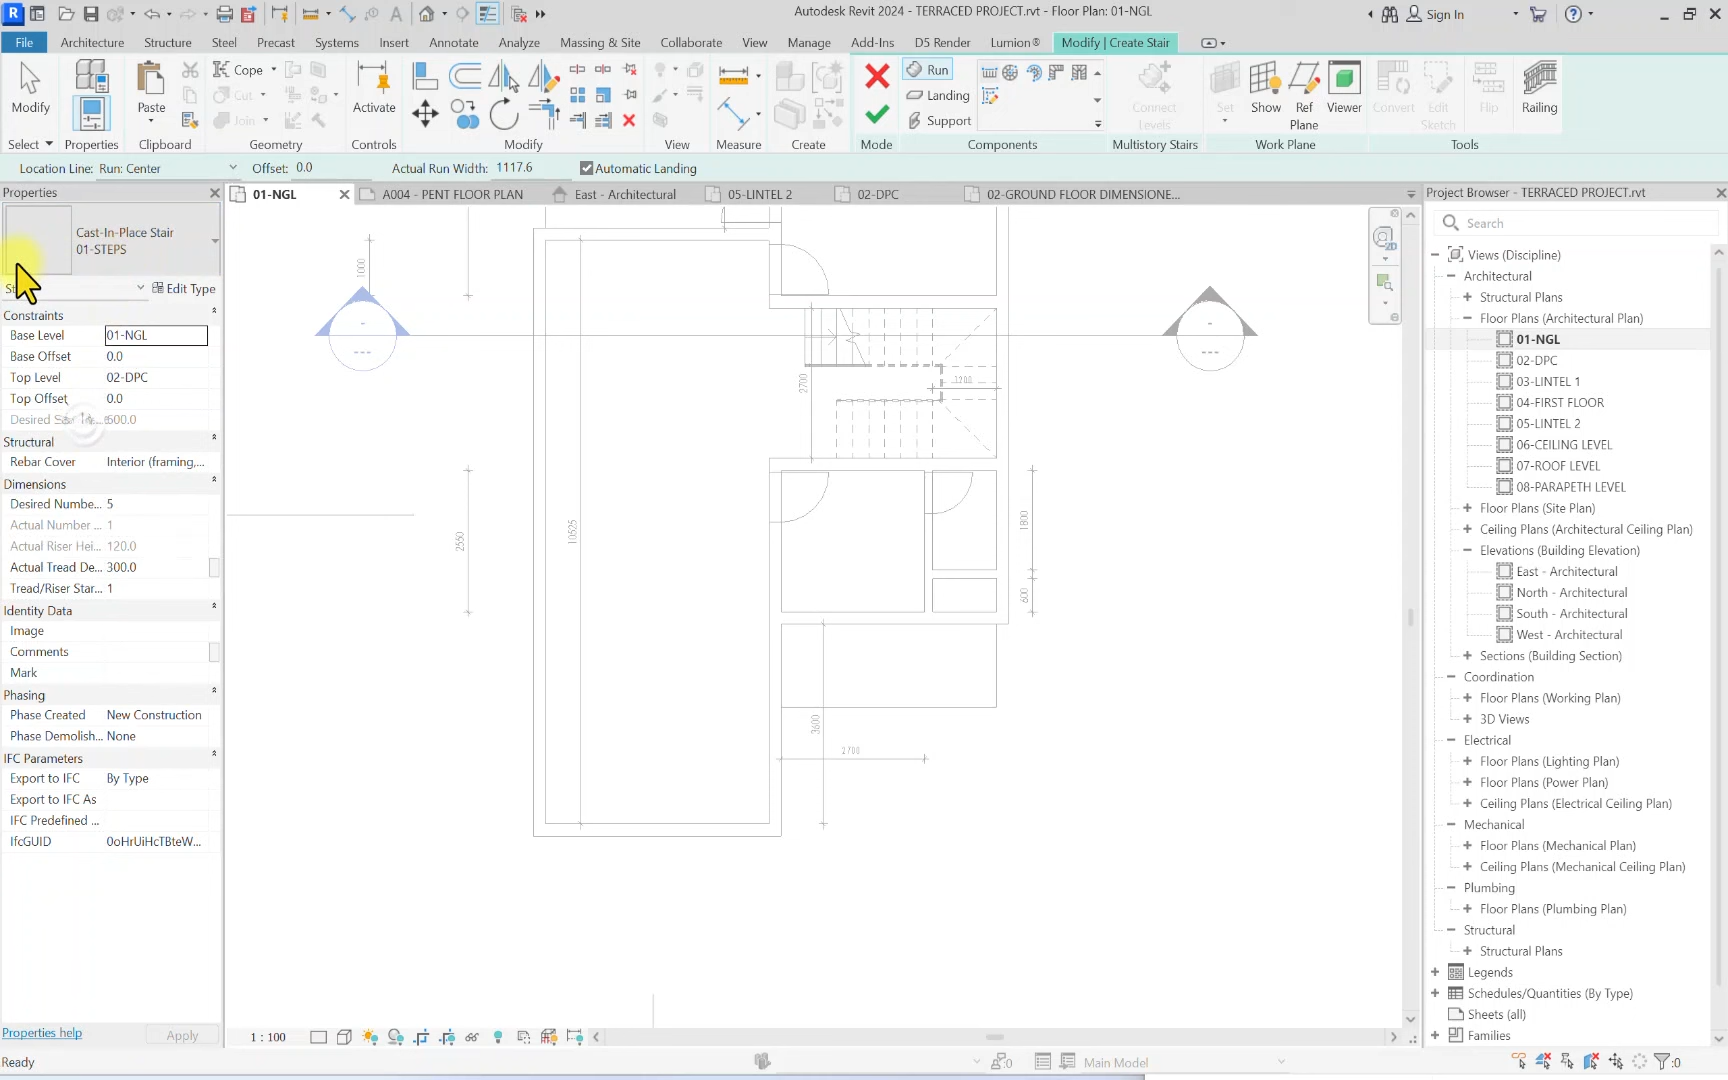 Autodesk Revit 2024 - TERRACED PROJECT.rvt - Floor Plan: 01-NGL
Sign In
File
Architecture
Structure
Steel
Precast
Systems
Insert
Annotate
Analyze
Massing & Site
Collaborate
View
Manage
Add-Ins
D5 Render
Lumion®
Modify | Create Stair
Modify
Paste
Cope
Cut
Join
Activate
Run
Landing
Support
Connect
Levels
Set
Show
Ref
Plane
Viewer
Convert
Edit
Sketch
Flip
Railing
Select
Properties
Clipboard
Geometry
Controls
Modify
View
Measure
Create
Mode
Components
Multistory Stairs
Work Plane
Tools
Location Line: Run: Center
Offset: 0.0
Actual Run Width: 1117.6
Automatic Landing
Properties
Cast-In-Place Stair
01-STEPS
Edit Type
Constraints
Base Level 01-NGL
Base Offset 0.0
Top Level 02-DPC
Top Offset 0.0
Structural
Rebar Cover Interior (framing,...
Dimensions
Desired Numbe... 5
Actual Number ... 1
Actual Riser Hei... 120.0
Actual Tread De... 300.0
Tread/Riser Star... 1
Identity Data
Image
Comments
Mark
Phasing
Phase Created New Construction
Phase Demolish... None
IFC Parameters
Export to IFC By Type
Export to IFC As
IFC Predefined ...
IfcGUID 0oHrUiHcTBteW...
Properties help
Apply
Ready
01-NGL
A004 - PENT FLOOR PLAN
East - Architectural
05-LINTEL 2
02-DPC
02-GROUND FLOOR DIMENSIONE...
1000
2700
1200
2550
10525
1800
600
3600
2700
1 : 100
Main Model
:0
:0
Project Browser - TERRACED PROJECT.rvt
Search
Views (Discipline)
Architectural
Structural Plans
Floor Plans (Architectural Plan)
01-NGL
02-DPC
03-LINTEL 1
04-FIRST FLOOR
05-LINTEL 2
06-CEILING LEVEL
07-ROOF LEVEL
08-PARAPETH LEVEL
Floor Plans (Site Plan)
Ceiling Plans (Architectural Ceiling Plan)
Elevations (Building Elevation)
East - Architectural
North - Architectural
South - Architectural
West - Architectural
Sections (Building Section)
Coordination
Floor Plans (Working Plan)
3D Views
Electrical
Floor Plans (Lighting Plan)
Floor Plans (Power Plan)
Ceiling Plans (Electrical Ceiling Plan)
Mechanical
Floor Plans (Mechanical Plan)
Ceiling Plans (Mechanical Ceiling Plan)
Plumbing
Floor Plans (Plumbing Plan)
Structural
Structural Plans
Legends
Schedules/Quantities (By Type)
Sheets (all)
Families